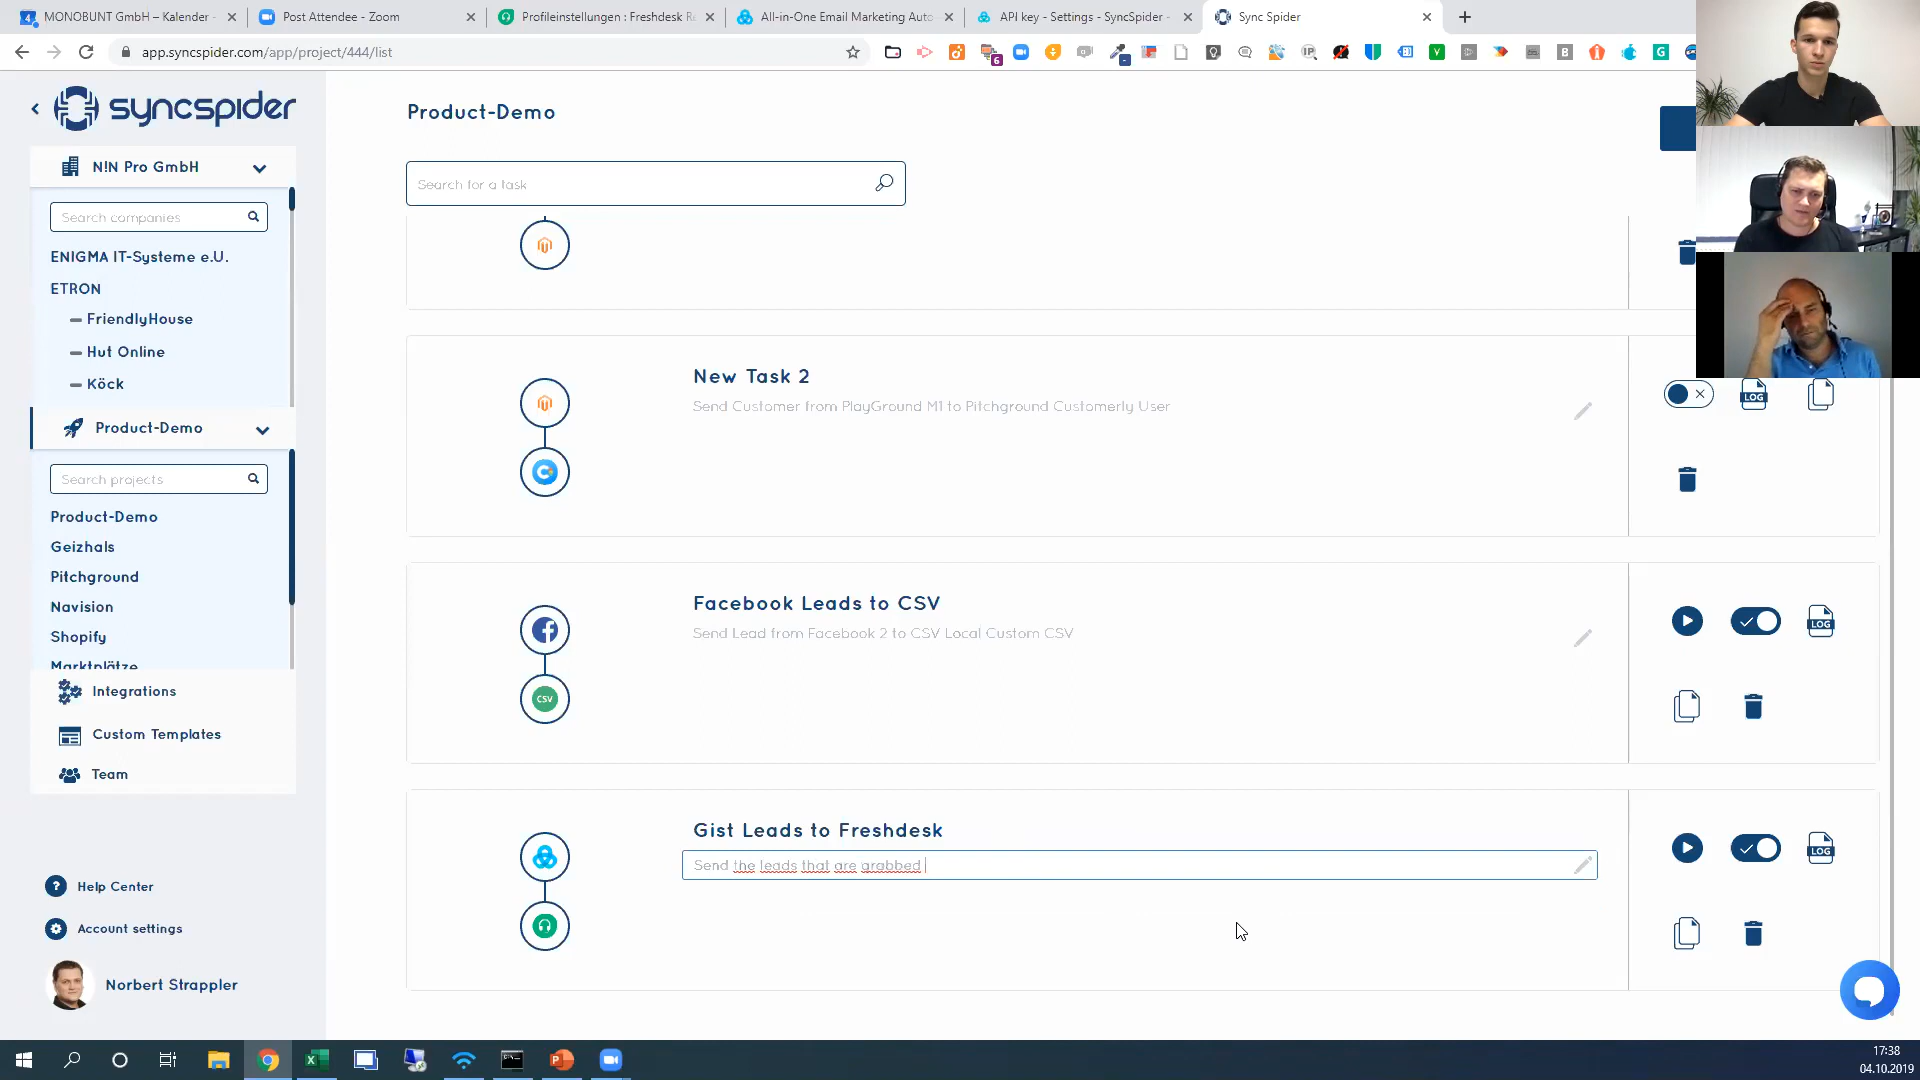 MONOBUNT GmbH – Kalender -
Post Attendee - Zoom
Profileinstellungen : Freshdesk R
All-in-One Email Marketing Auto
API key - Settings - SyncSpider -
Sync Spider
app.syncspider.com/app/project/444/list
syncspider
N!N Pro GmbH
Search companies
ENIGMA IT-Systeme e.U.
ETRON
FriendlyHouse
Hut Online
Köck
Product-Demo
Search projects
Product-Demo
Geizhals
Pitchground
Navision
Shopify
Marktplätze
Integrations
Custom Templates
Team
Help Center
Account settings
Norbert Strappler
Product-Demo
Search for a task
New Task 2
Send Customer from PlayGround M1 to Pitchground Customerly User
LOG
Facebook Leads to CSV
Send Lead from Facebook 2 to CSV Local Custom CSV
CSV
LOG
Gist Leads to Freshdesk
Send the leads that are grabbed
LOG
17:38
04.10.2019